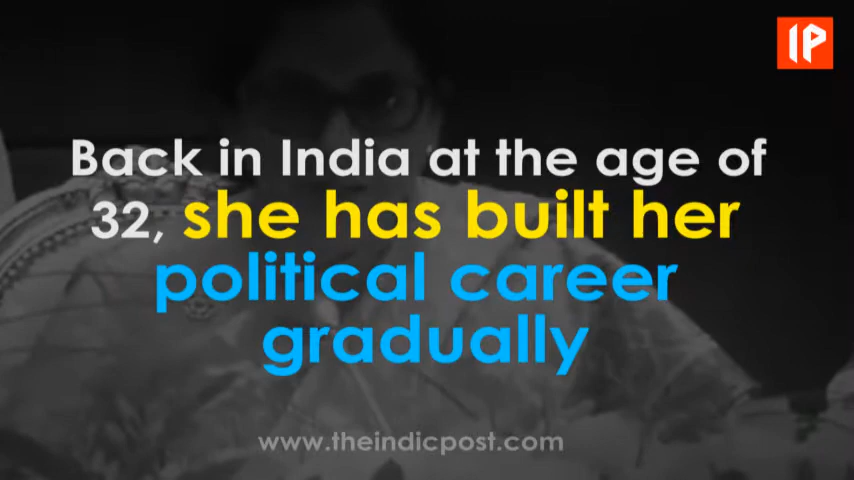 IP
Back in India at the age of
32, she has built her
political career
gradually
www.theindicpost.com